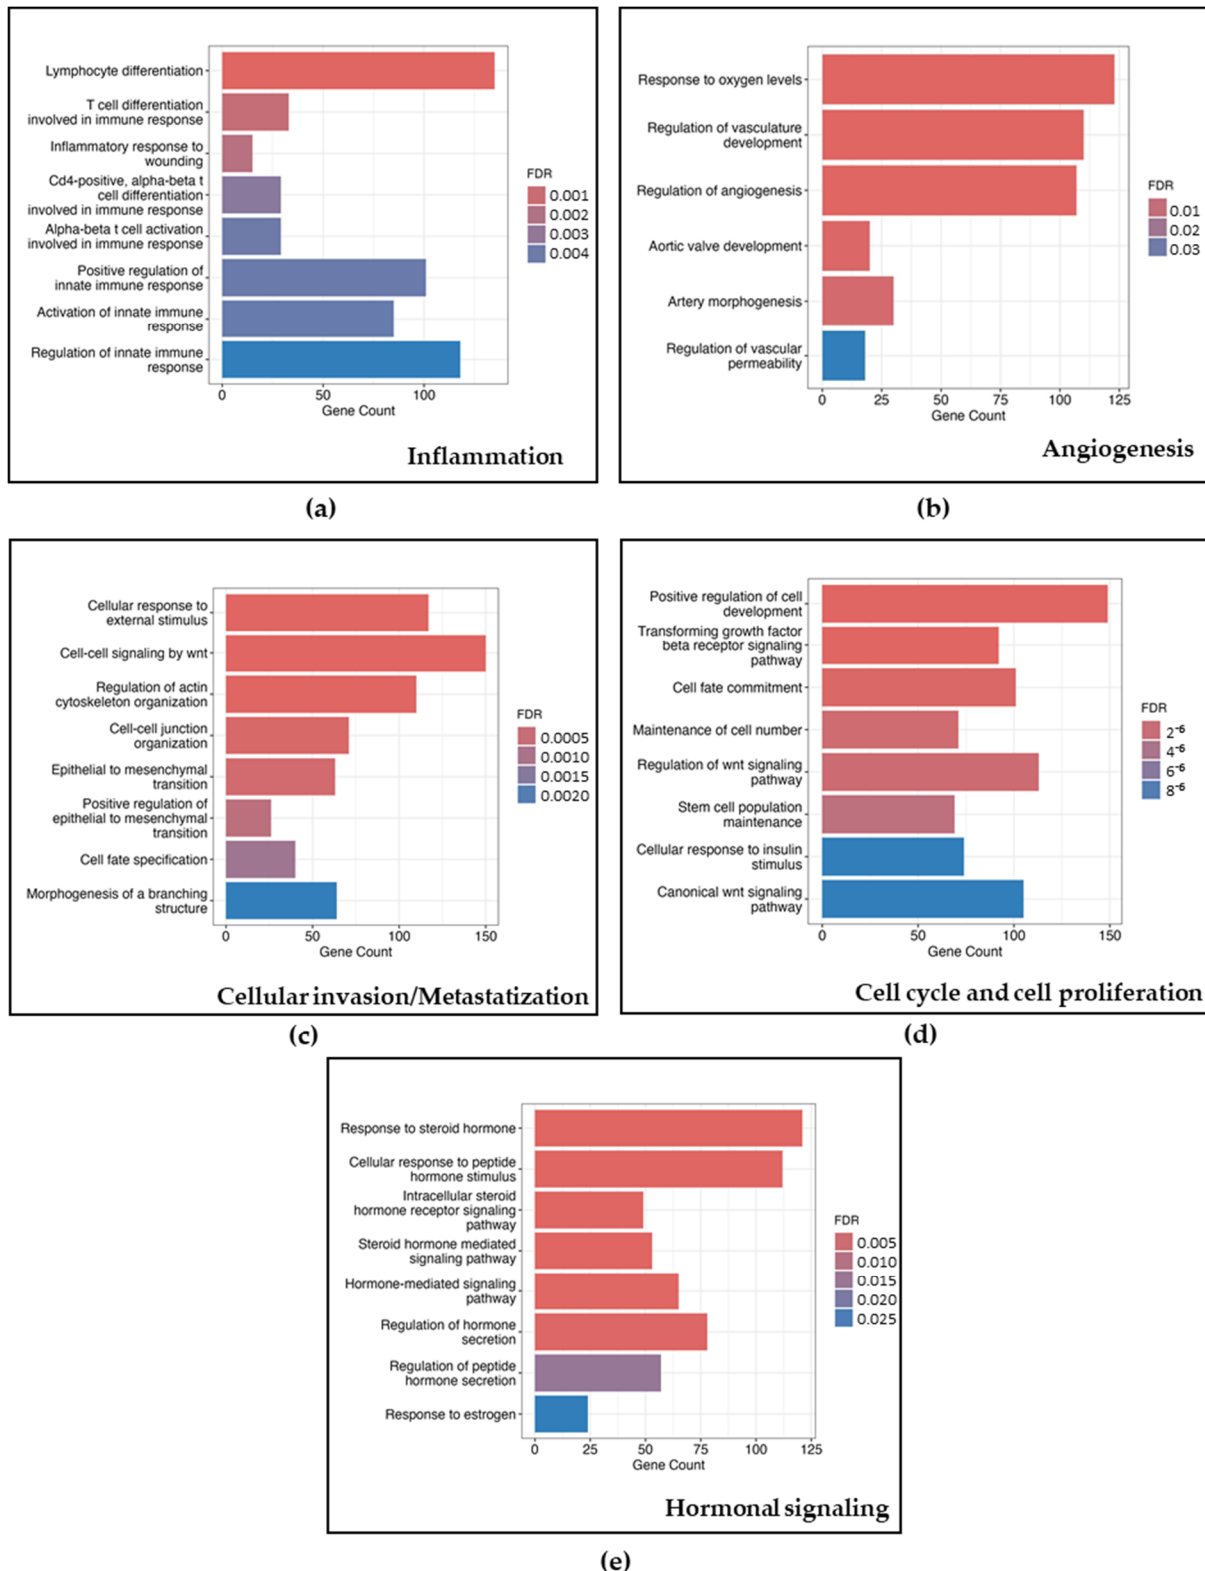 Lymphocyte differentiation
T cell differentiation
involved in immune response
Inflammatory response to
wounding
Cd4-positive, alpha-beta t
cell differentiation
involved in immune response
Alpha-beta t cell activation
involved in immune response
Positive regulation of
innate immune response
Activation of innate immune
response
Regulation of innate immune
response
0 50 100
Gene Count
FDR
0.001
0.002
0.003
0.004
Inflammation
(a)
Response to oxygen levels
Regulation of vasculature
development
Regulation of angiogenesis
Aortic valve development
Artery morphogenesis
Regulation of vascular
permeability
0 25 50 75 100 125
Gene Count
FDR
0.01
0.02
0.03
Angiogenesis
(b)
Cellular response to
external stimulus
Cell-cell signaling by wnt
Regulation of actin
cytoskeleton organization
Cell-cell junction
organization
Epithelial to mesenchymal
transition
Positive regulation of
epithelial to mesenchymal
transition
Cell fate specification
Morphogenesis of a branching
structure
0 50 100 150
Gene Count
FDR
0.0005
0.0010
0.0015
0.0020
Cellular invasion/Metastatization
(c)
Positive regulation of cell
development
Transforming growth factor
beta receptor signaling
pathway
Cell fate commitment
Maintenance of cell number
Regulation of wnt signaling
pathway
Stem cell population
maintenance
Cellular response to insulin
stimulus
Canonical wnt signaling
pathway
0 50 100 150
Gene Count
FDR
2⁻⁶
4⁻⁶
6⁻⁶
8⁻⁶
Cell cycle and cell proliferation
(d)
Response to steroid hormone
Cellular response to peptide
hormone stimulus
Intracellular steroid
hormone receptor signaling
pathway
Steroid hormone mediated
signaling pathway
Hormone-mediated signaling
pathway
Regulation of hormone
secretion
Regulation of peptide
hormone secretion
Response to estrogen
0 25 50 75 100 125
Gene Count
FDR
0.005
0.010
0.015
0.020
0.025
Hormonal signaling
(e)